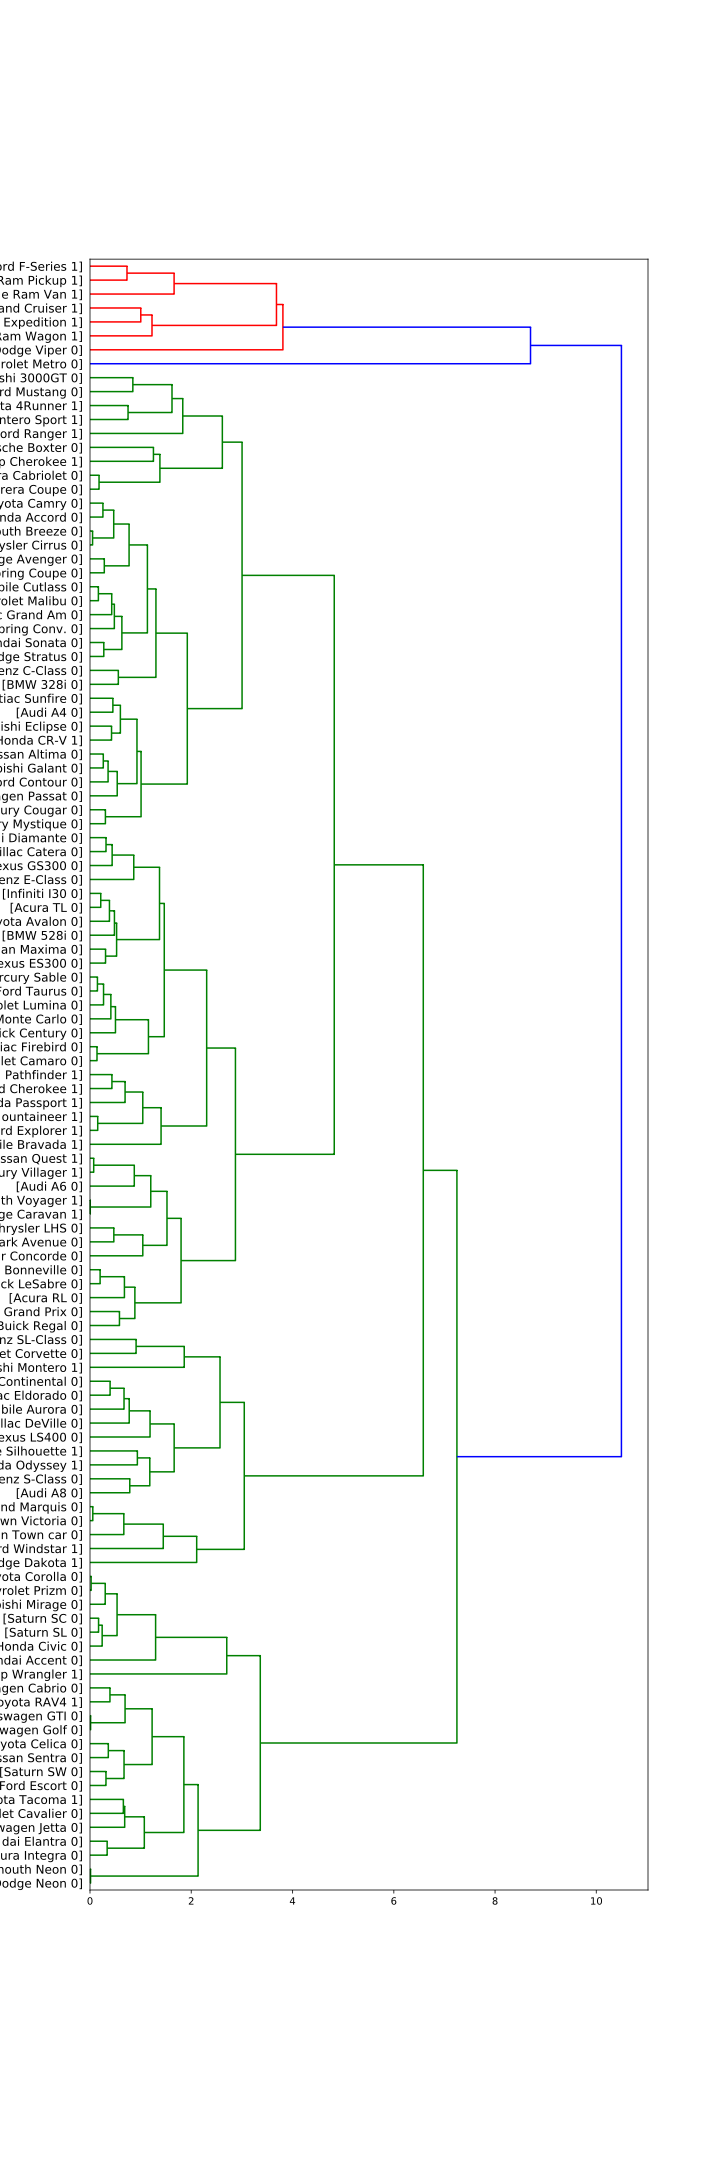 ord F-Series 1]
Ram Pickup 1]
e Ram Van 1]
and Cruiser 1]
Expedition 1]
Ram Wagon 1]
Dodge Viper 0]
rolet Metro 0]
shi 3000GT 0]
rd Mustang 0]
ta 4Runner 1]
ntero Sport 1]
ord Ranger 1]
sche Boxter 0]
p Cherokee 1]
ra Cabriolet 0]
rera Coupe 0]
yota Camry 0]
nda Accord 0]
outh Breeze 0]
ysler Cirrus 0]
ge Avenger 0]
oring Coupe 0]
bile Cutlass 0]
rolet Malibu 0]
c Grand Am 0]
bring Conv. 0]
ndai Sonata 0]
dge Stratus 0]
enz C-Class 0]
[BMW 328i 0]
tiac Sunfire 0]
[Audi A4 0]
ishi Eclipse 0]
Honda CR-V 1]
ssan Altima 0]
bishi Galant 0]
ord Contour 0]
gen Passat 0]
ury Cougar 0]
ry Mystique 0]
i Diamante 0]
illac Catera 0]
exus GS300 0]
enz E-Class 0]
[Infiniti I30 0]
[Acura TL 0]
yota Avalon 0]
[BMW 528i 0]
an Maxima 0]
exus ES300 0]
rcury Sable 0]
Ford Taurus 0]
olet Lumina 0]
Monte Carlo 0]
ick Century 0]
iac Firebird 0]
let Camaro 0]
Pathfinder 1]
d Cherokee 1]
da Passport 1]
ountaineer 1]
rd Explorer 1]
ile Bravada 1]
ssan Quest 1]
ury Villager 1]
[Audi A6 0]
th Voyager 1]
ge Caravan 1]
hrysler LHS 0]
ark Avenue 0]
r Concorde 0]
Bonneville 0]
ck LeSabre 0]
[Acura RL 0]
Grand Prix 0]
Buick Regal 0]
nz SL-Class 0]
et Corvette 0]
shi Montero 1]
Continental 0]
ac Eldorado 0]
bile Aurora 0]
llac DeVille 0]
exus LS400 0]
e Silhouette 1]
da Odyssey 1]
enz S-Class 0]
[Audi A8 0]
nd Marquis 0]
wn Victoria 0]
n Town car 0]
rd Windstar 1]
dge Dakota 1]
yota Corolla 0]
vrolet Prizm 0]
bishi Mirage 0]
[Saturn SC 0]
[Saturn SL 0]
Honda Civic 0]
ndai Accent 0]
p Wrangler 1]
gen Cabrio 0]
oyota RAV4 1]
swagen GTI 0]
swagen Golf 0]
yota Celica 0]
ssan Sentra 0]
[Saturn SW 0]
Ford Escort 0]
ota Tacoma 1]
let Cavalier 0]
wagen Jetta 0]
dai Elantra 0]
ura Integra 0]
mouth Neon 0]
Dodge Neon 0]
0 2 4 6 8 10